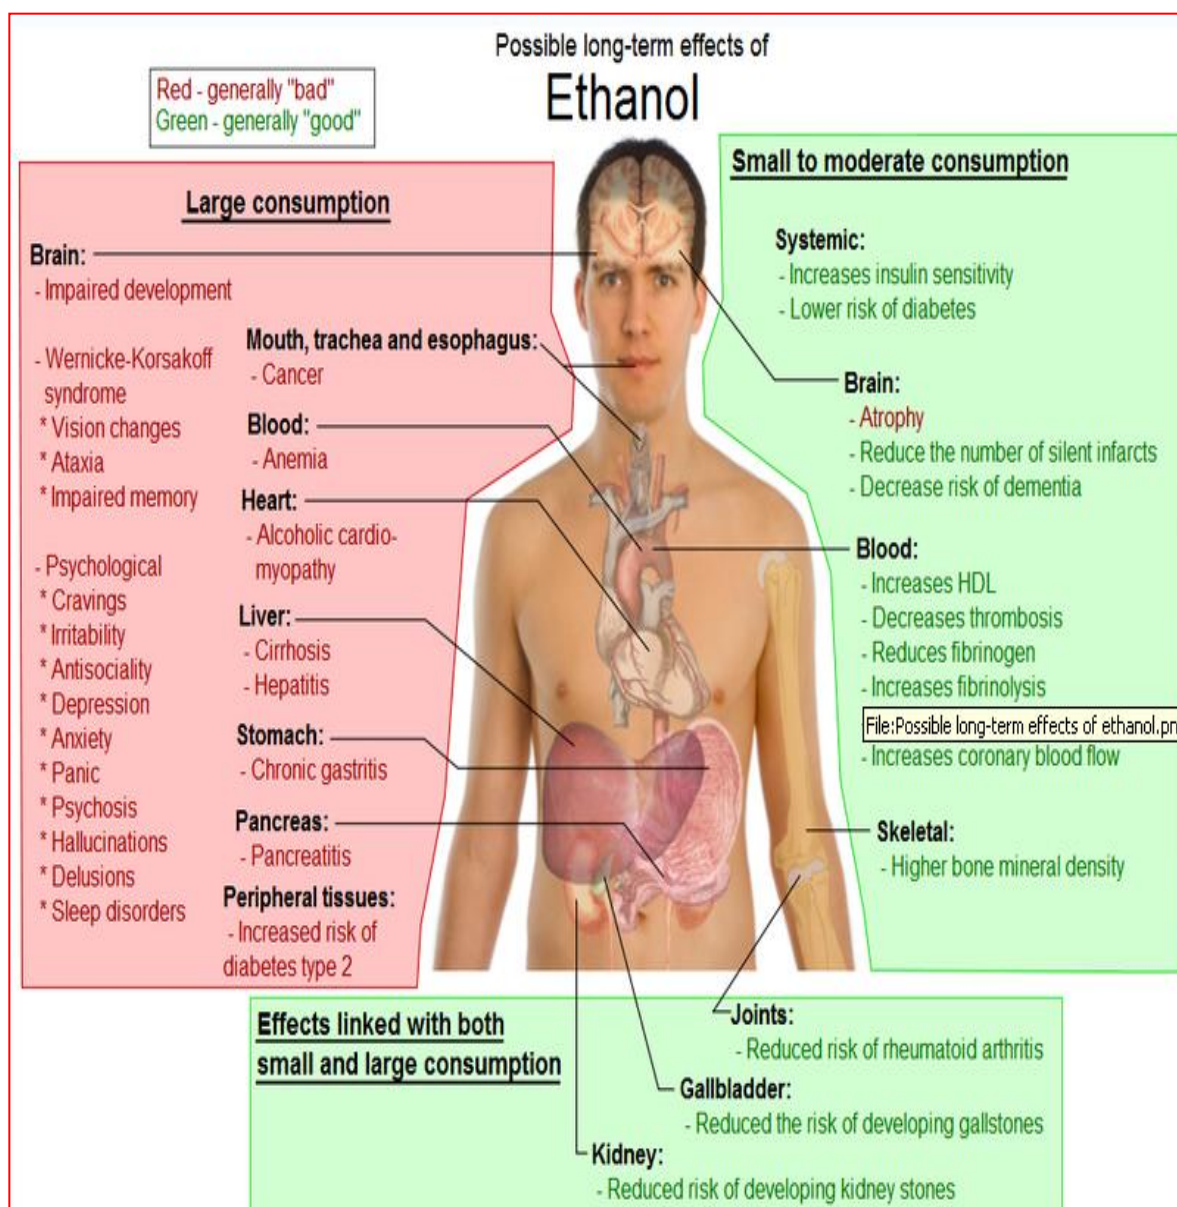 Possible long-term effects of
Ethanol
Red - generally "bad"
Green - generally "good"
Large consumption
Brain:
- Impaired development
- Wernicke-Korsakoff
syndrome
* Vision changes
* Ataxia
* Impaired memory
- Psychological
* Cravings
* Irritability
* Antisociality
* Depression
* Anxiety
* Panic
* Psychosis
* Hallucinations
* Delusions
* Sleep disorders
Mouth, trachea and esophagus:
- Cancer
Blood:
- Anemia
Heart:
- Alcoholic cardio-
myopathy
Liver:
- Cirrhosis
- Hepatitis
Stomach:
- Chronic gastritis
Pancreas:
- Pancreatitis
Peripheral tissues:
- Increased risk of
diabetes type 2
Small to moderate consumption
Systemic:
- Increases insulin sensitivity
- Lower risk of diabetes
Brain:
- Atrophy
- Reduce the number of silent infarcts
- Decrease risk of dementia
Blood:
- Increases HDL
- Decreases thrombosis
- Reduces fibrinogen
- Increases fibrinolysis
File:Possible long-term effects of ethanol.pn
- Increases coronary blood flow
Skeletal:
- Higher bone mineral density
Effects linked with both
small and large consumption
Joints:
- Reduced risk of rheumatoid arthritis
Gallbladder:
- Reduced the risk of developing gallstones
Kidney:
- Reduced risk of developing kidney stones